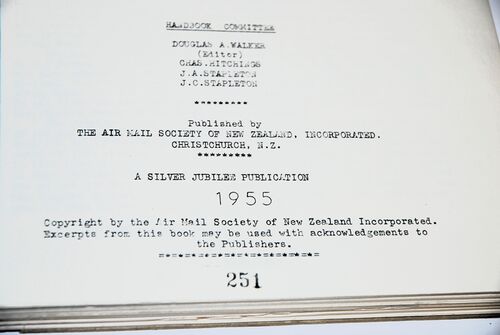 HANDBOOK COMMITTEE
DOUGLAS A.WALKER
(Editor)
CHAS.HITCHINGS
J.A.STAPLETON
J.C.STAPLETON
*********
Published by
THE AIR MAIL SOCIETY OF NEW ZEALAND, INCORPORATED.
CHRISTCHURCH, N.Z.
*********
A SILVER JUBILEE PUBLICATION
1955
Copyright by the Air Mail Society of New Zealand Incorporated.
Excerpts from this book may be used with acknowledgements to
the Publishers.
=*=*=*=*=*=*=*=*=*=*=*=*=*=
251